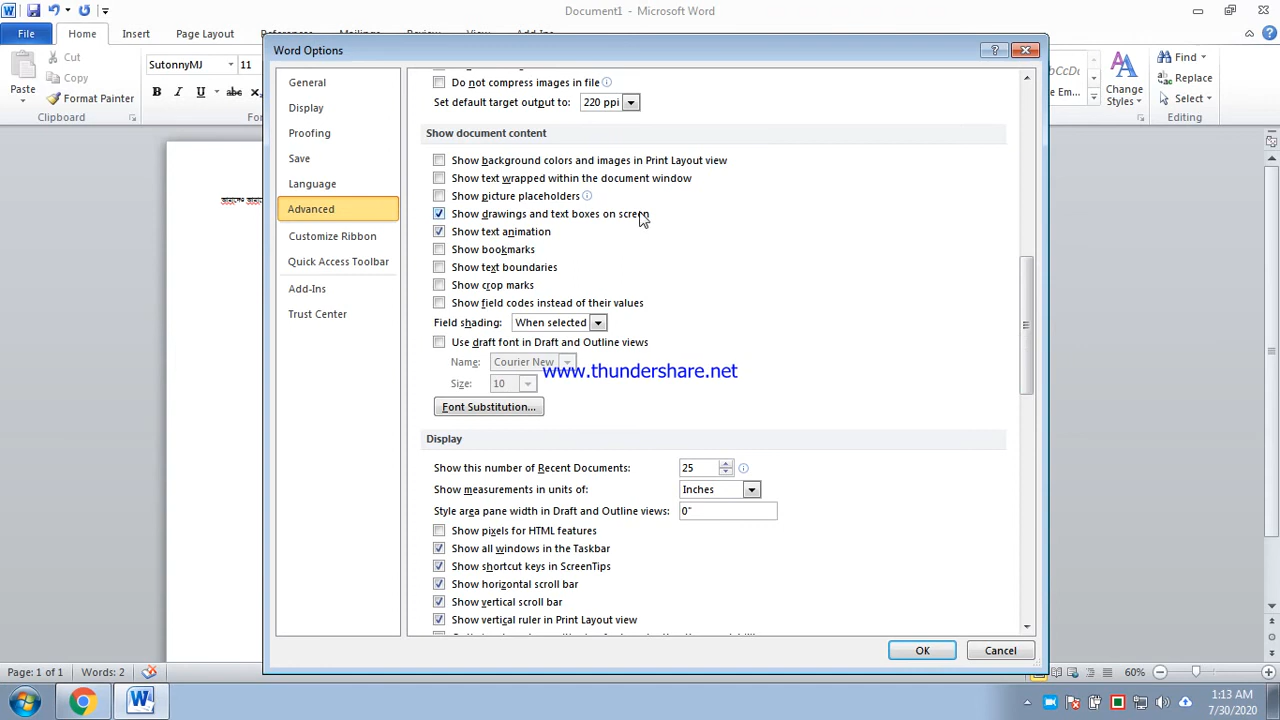 Document1 - Microsoft Word
File
Home
Insert
Page Layout
Word Options
Cut
Copy
Paste
Format Painter
Clipboard
SutonnyMJ
11
B I U abc
General
Display
Proofing
Save
Language
Advanced
Customize Ribbon
Quick Access Toolbar
Add-Ins
Trust Center
Do not compress images in file
Set default target output to: 220 ppi
Show document content
Show background colors and images in Print Layout view
Show text wrapped within the document window
Show picture placeholders
Show drawings and text boxes on screen
Show text animation
Show bookmarks
Show text boundaries
Show crop marks
Show field codes instead of their values
Field shading: When selected
Use draft font in Draft and Outline views
Name: Courier New
www.thundershare.net
Size: 10
Font Substitution...
Display
Show this number of Recent Documents: 25
Show measurements in units of: Inches
Style area pane width in Draft and Outline views: 0"
Show pixels for HTML features
Show all windows in the Taskbar
Show shortcut keys in ScreenTips
Show horizontal scroll bar
Show vertical scroll bar
Show vertical ruler in Print Layout view
OK
Cancel
Change
Styles
Find
Replace
Select
Editing
Page: 1 of 1
Words: 2
60%
1:13 AM
7/30/2020